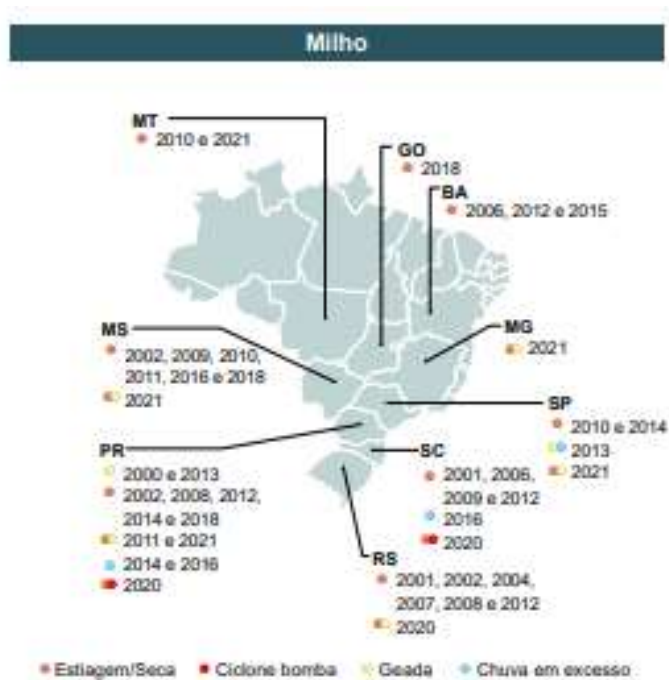 Milho
MT
2010 e 2021
GO
2018
BA
2006, 2012 e 2015
MS
2002, 2009, 2010,
2011, 2016 e 2018
2021
MG
2021
SP
2010 e 2014
2013
2021
PR
2000 e 2013
2002, 2008, 2012,
2014 e 2018
2011 e 2021
2014 e 2016
2020
SC
2001, 2006,
2009 e 2012
2016
2020
RS
2001, 2002, 2004,
2007, 2008 e 2012
2020
Estiagem/Seca Ciclone bomba Geada Chuva em excesso